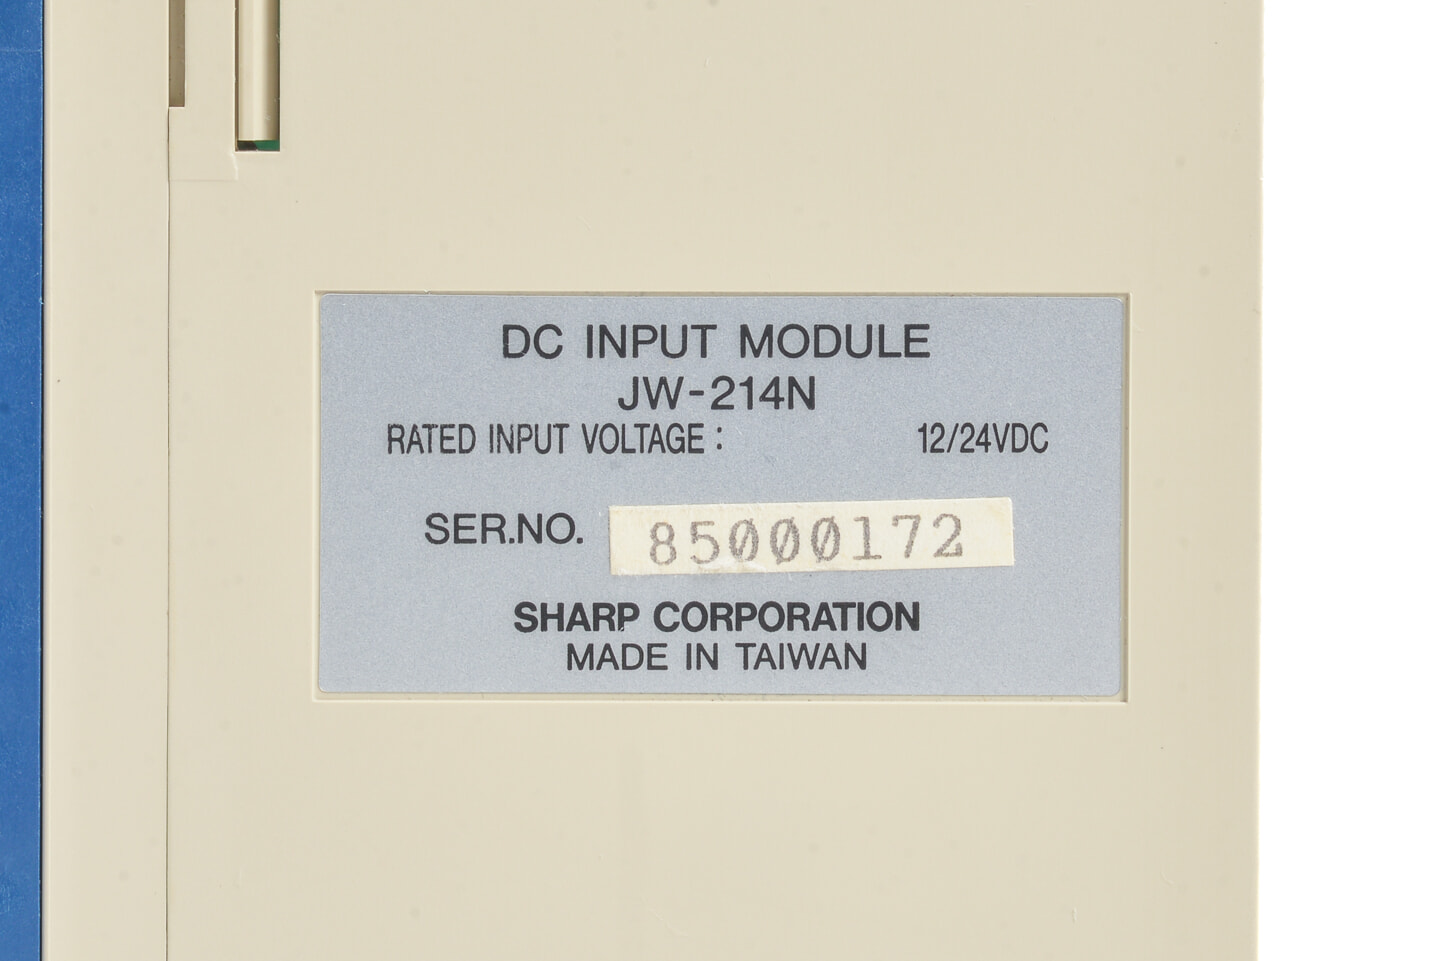 DC INPUT MODULE
JW-214N
RATED INPUT VOLTAGE : 12/24VDC
SER.NO. 85000172
SHARP CORPORATION
MADE IN TAIWAN